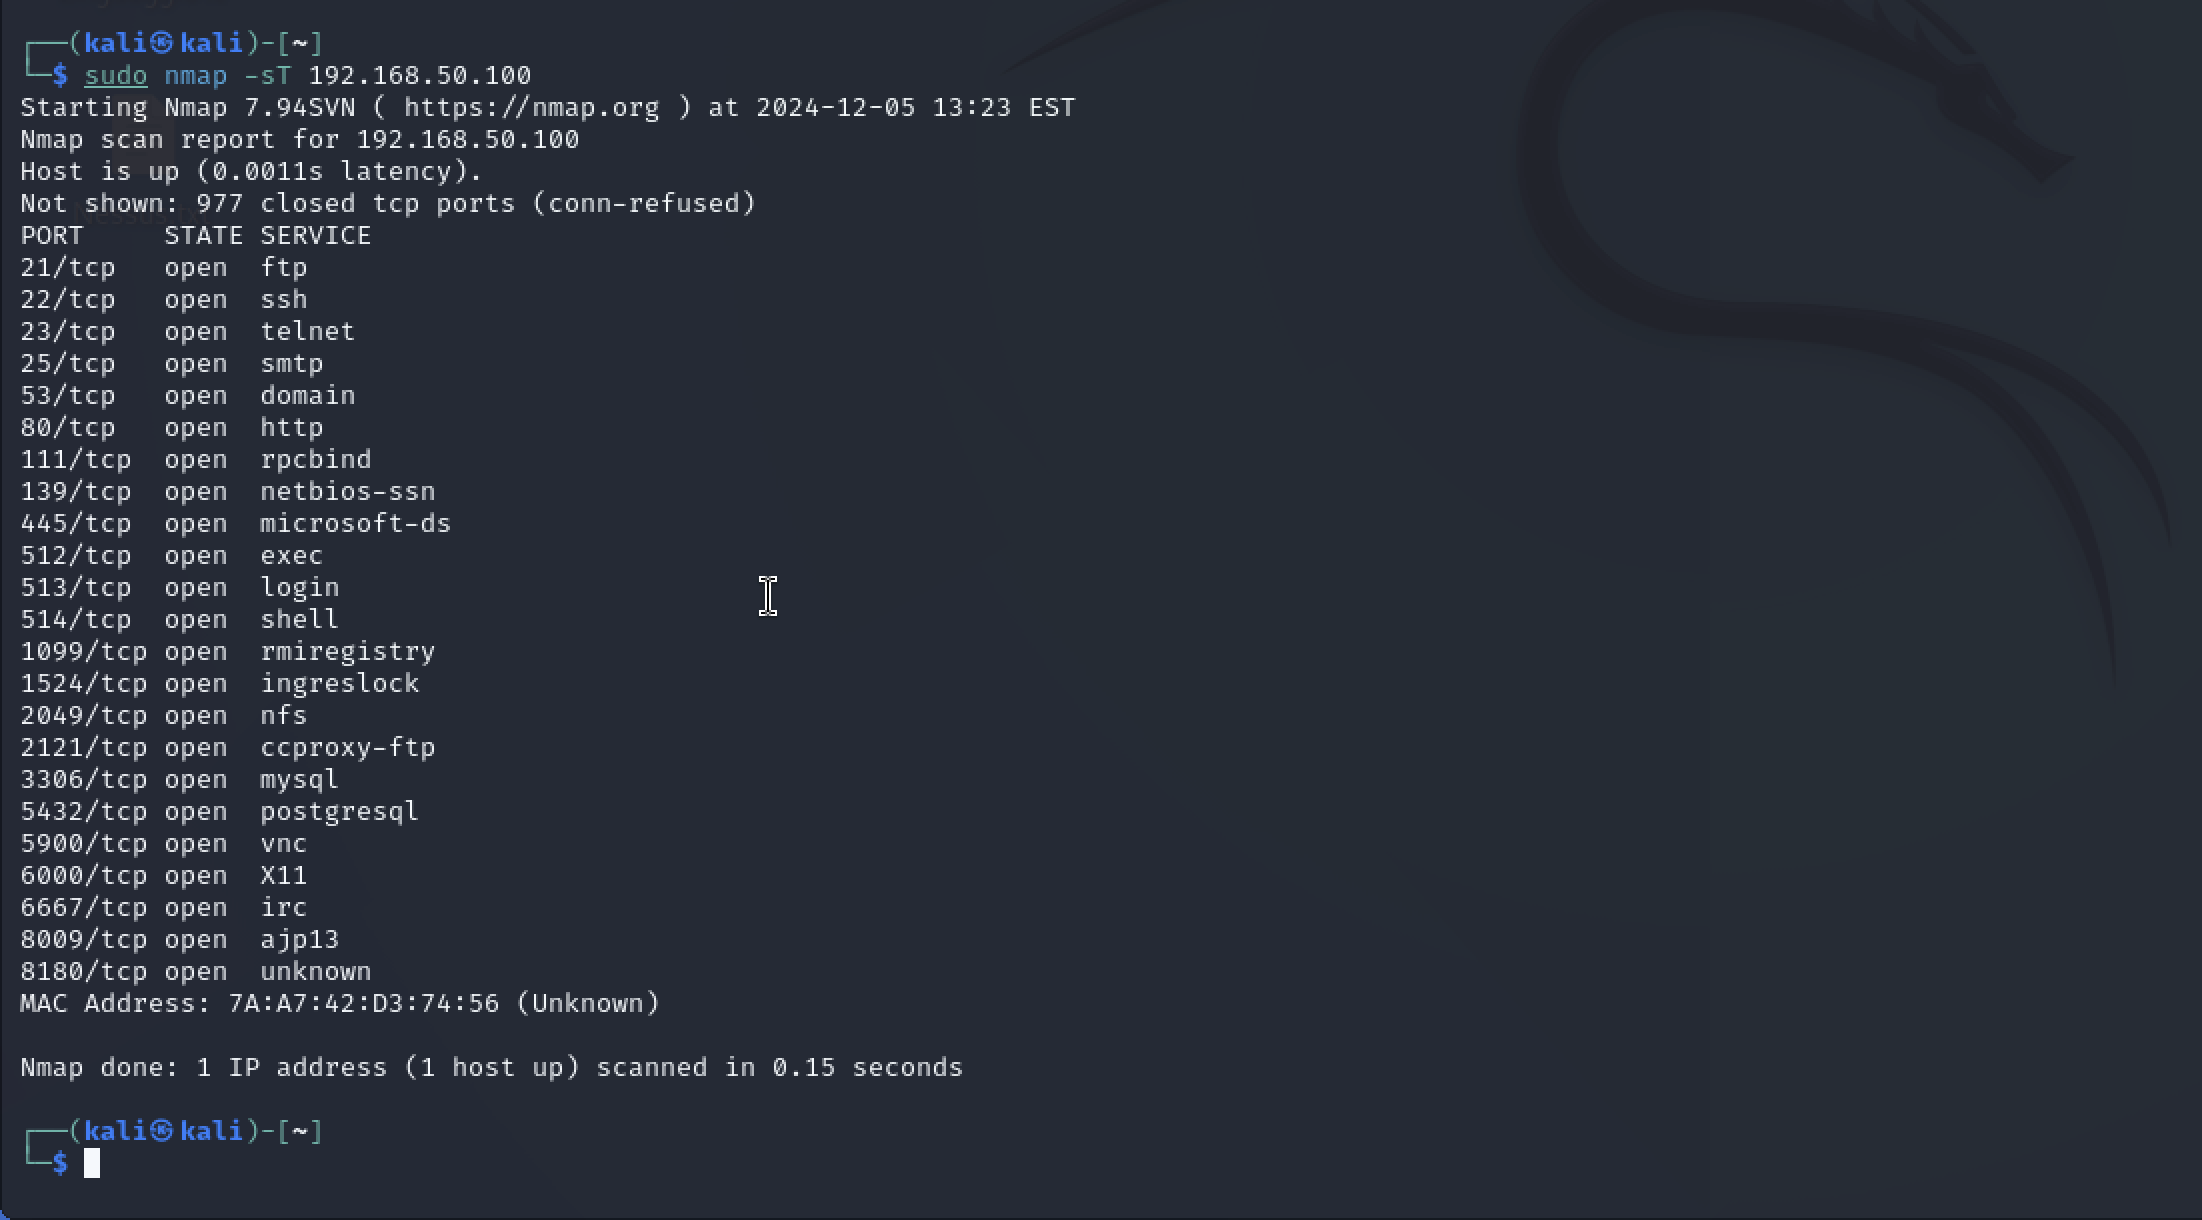 ┌──(kali㉿kali)-[~]
└─$ sudo nmap -sT 192.168.50.100
Starting Nmap 7.94SVN ( https://nmap.org ) at 2024-12-05 13:23 EST
Nmap scan report for 192.168.50.100
Host is up (0.0011s latency).
Not shown: 977 closed tcp ports (conn-refused)
PORT     STATE SERVICE
21/tcp   open  ftp
22/tcp   open  ssh
23/tcp   open  telnet
25/tcp   open  smtp
53/tcp   open  domain
80/tcp   open  http
111/tcp  open  rpcbind
139/tcp  open  netbios-ssn
445/tcp  open  microsoft-ds
512/tcp  open  exec
513/tcp  open  login
514/tcp  open  shell
1099/tcp open  rmiregistry
1524/tcp open  ingreslock
2049/tcp open  nfs
2121/tcp open  ccproxy-ftp
3306/tcp open  mysql
5432/tcp open  postgresql
5900/tcp open  vnc
6000/tcp open  X11
6667/tcp open  irc
8009/tcp open  ajp13
8180/tcp open  unknown
MAC Address: 7A:A7:42:D3:74:56 (Unknown)
Nmap done: 1 IP address (1 host up) scanned in 0.15 seconds
┌──(kali㉿kali)-[~]
└─$